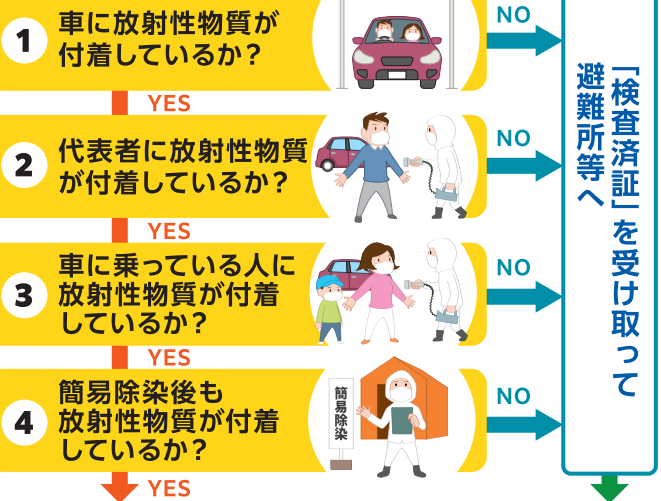 1
車に放射性物質が
付着しているか？
NO
YES
2
代表者に放射性物質
が付着しているか？
NO
YES
3
車に乗っている人に
放射性物質が付着
しているか？
NO
YES
4
簡易除染後も
放射性物質が付着
しているか？
簡易除染
NO
YES
「検査済証」を受け取って
避難所等へ